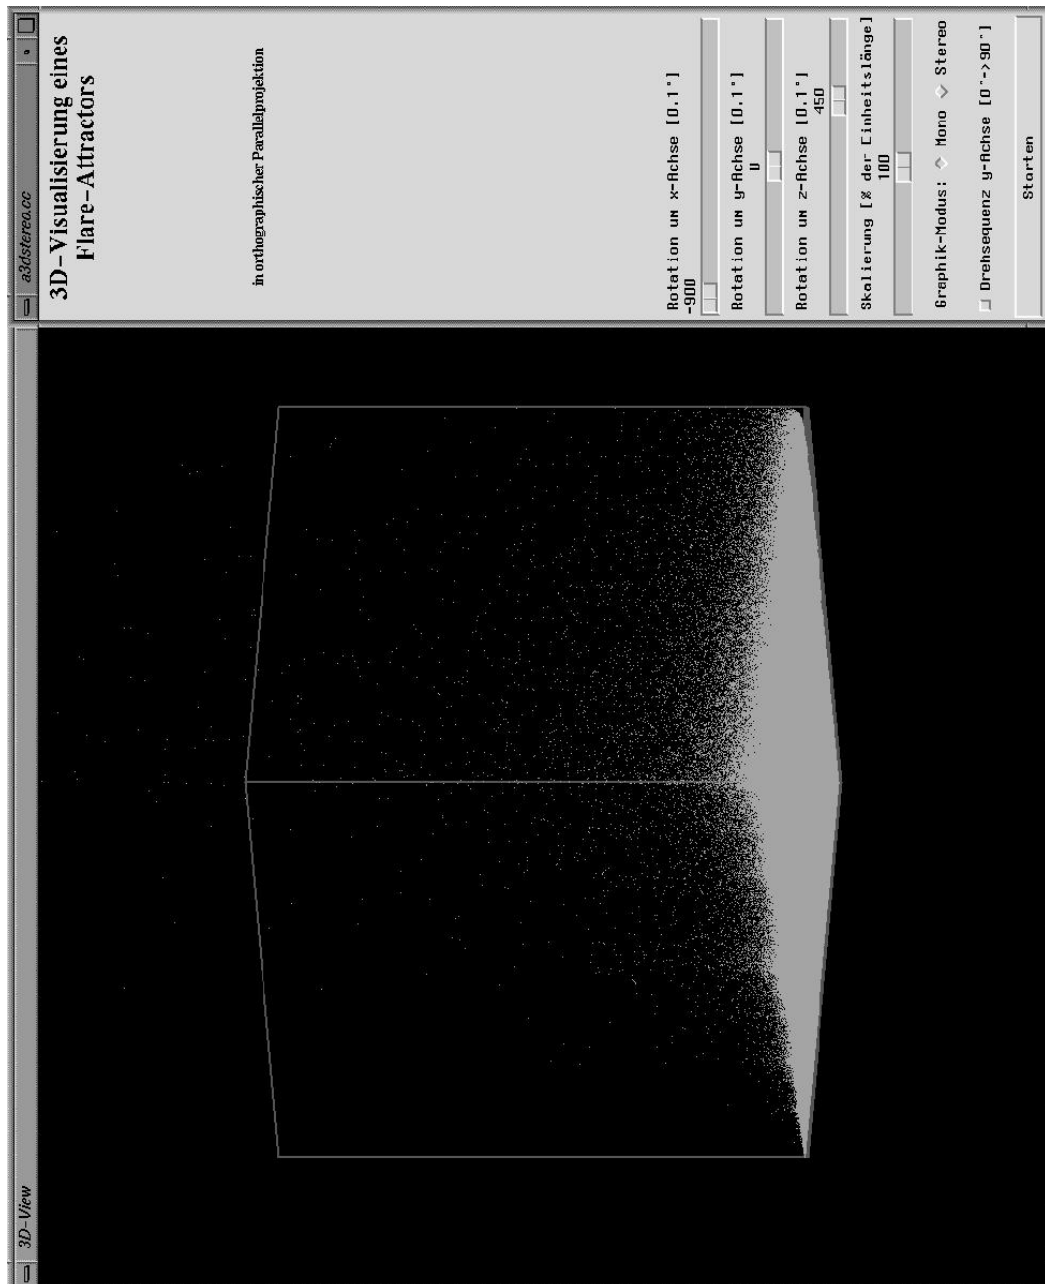 3D-View
a3dstereo.cc
3D-Visualisierung eines
Flare-Attractors
in orthographischer Parallelprojektion
Rotation um x-Achse [0.1°]
-900
Rotation um y-Achse [0.1°]
0
Rotation um z-Achse [0.1°]
450
Skalierung [% der Einheitslänge]
100
Graphik-Modus: Mono Stereo
Drehsequenz y-Achse [0°->90°]
Starten